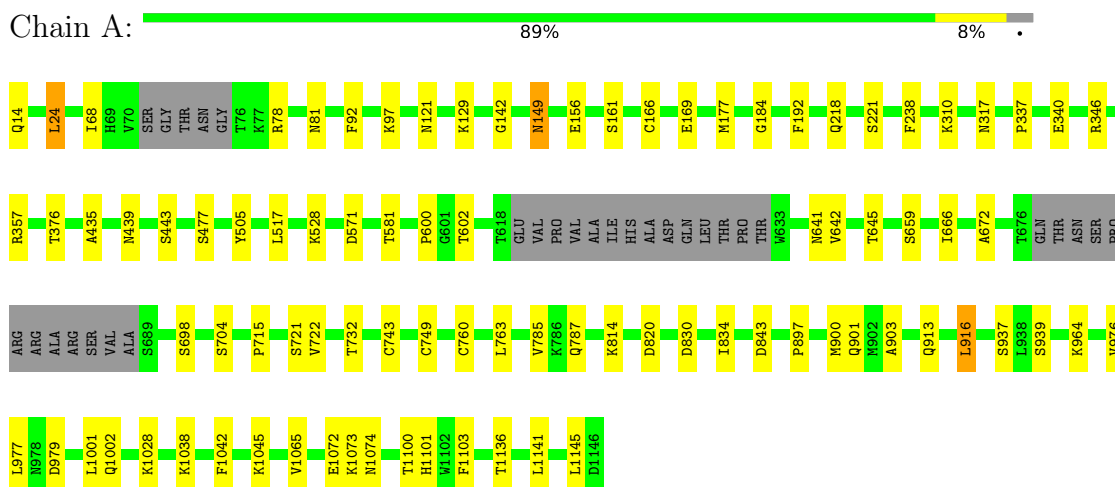 Chain A:
89% 8% •
Q14 L24 I68 H69 V70 SER GLY THR ASN GLY T76 K77 R78 N81 F92 K97 N121 K129 G142 N149 E156 S161 C166 E169 M177 G184 F192 Q218 S221 F238 K310 N317 P337 E340 R346
R357 T376 A435 N439 S443 S477 Y505 L517 K528 D571 T581 P600 G601 T602 T618 GLU VAL PRO VAL ALA ILE HIS ALA ASP GLN LEU THR PRO THR W633 N641 V642 T645 S659 I666 A672 T676 GLN THR ASN SER PRO
ARG ARG ALA ARG SER VAL ALA S689 S698 S704 P715 S721 V722 T732 C743 C749 C760 L763 V785 K786 Q787 K814 D820 D830 I834 D843 P897 M900 Q901 M902 A903 Q913 L916 S937 L938 S939 K964 V976
L977 N978 D979 L1001 Q1002 K1028 K1038 F1042 K1045 V1065 E1072 K1073 N1074 T1100 H1101 W1102 F1103 T1136 L1141 L1145 D1146